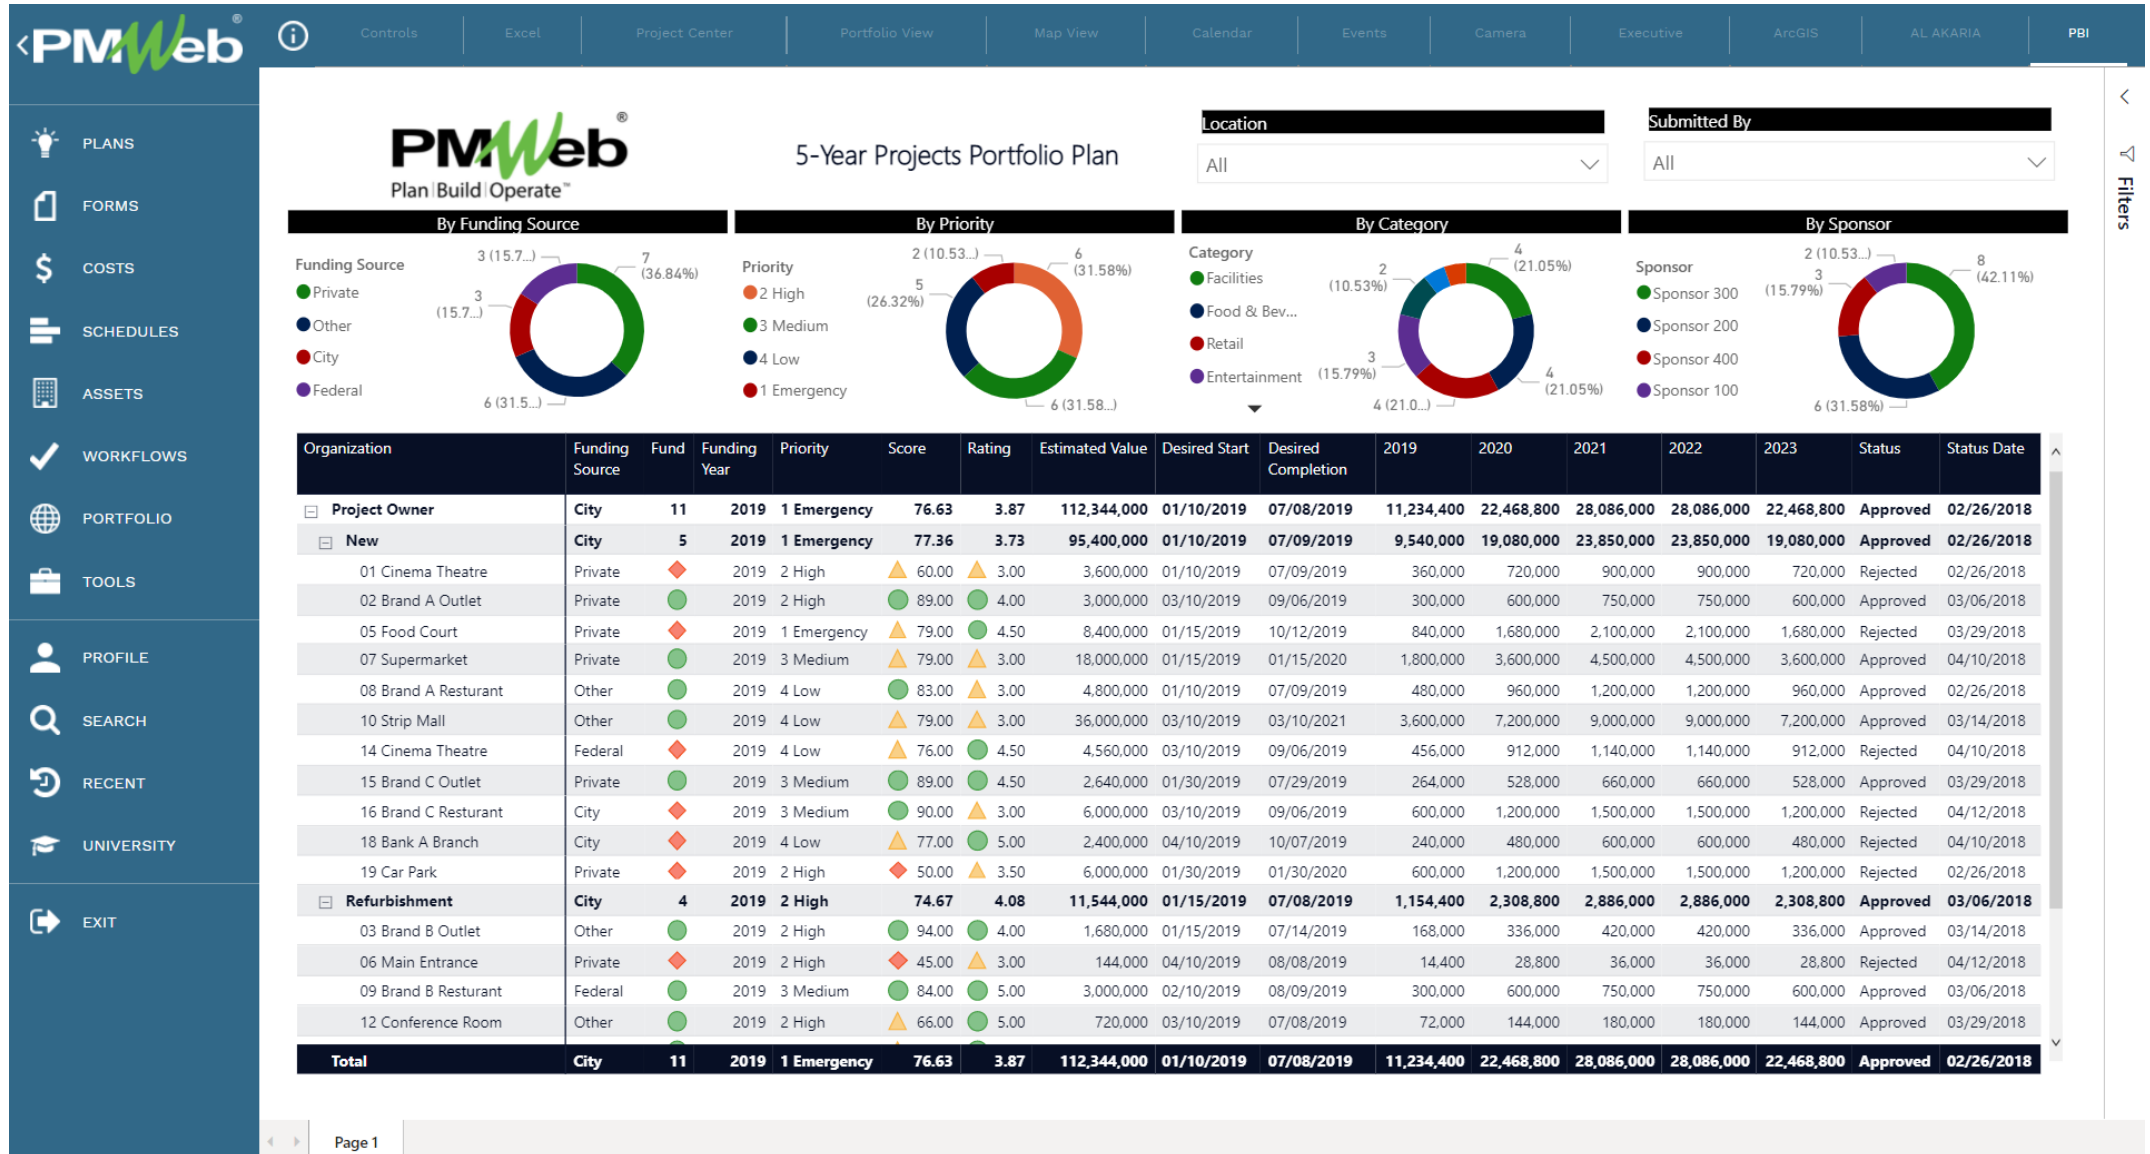 PMWeb®
Controls
Excel
Project Center
Portfolio View
Map View
Calendar
Events
Camera
Executive
ArcGIS
AL AKARIA
PBI
PLANS
FORMS
COSTS
SCHEDULES
ASSETS
WORKFLOWS
PORTFOLIO
TOOLS
PROFILE
SEARCH
RECENT
UNIVERSITY
EXIT
PMWeb®
Plan|Build|Operate™
5-Year Projects Portfolio Plan
Location
All
Submitted By
All
Filters
By Funding Source
Funding Source
Private
Other
City
Federal
3 (15.7...)
7
(36.84%)
3
(15.7...)
6 (31.5...)
By Priority
Priority
2 High
3 Medium
4 Low
1 Emergency
2 (10.53...)
6
(31.58%)
5
(26.32%)
6 (31.58...)
By Category
Category
Facilities
Food & Bev...
Retail
Entertainment
4
(21.05%)
2
(10.53%)
3
(15.79%)
4
(21.05%)
4 (21.0...)
By Sponsor
Sponsor
Sponsor 300
Sponsor 200
Sponsor 400
Sponsor 100
2 (10.53...)
8
(42.11%)
3
(15.79%)
6 (31.58%)
Organization Funding Source Fund Funding Year Priority Score Rating Estimated Value Desired Start Desired Completion 2019 2020 2021 2022 2023 Status Status Date
Project Owner City 11 2019 1 Emergency 76.63 3.87 112,344,000 01/10/2019 07/08/2019 11,234,400 22,468,800 28,086,000 28,086,000 22,468,800 Approved 02/26/2018
New City 5 2019 1 Emergency 77.36 3.73 95,400,000 01/10/2019 07/09/2019 9,540,000 19,080,000 23,850,000 23,850,000 19,080,000 Approved 02/26/2018
01 Cinema Theatre Private 2019 2 High 60.00 3.00 3,600,000 01/10/2019 07/09/2019 360,000 720,000 900,000 900,000 720,000 Rejected 02/26/2018
02 Brand A Outlet Private 2019 2 High 89.00 4.00 3,000,000 03/10/2019 09/06/2019 300,000 600,000 750,000 750,000 600,000 Approved 03/06/2018
05 Food Court Private 2019 1 Emergency 79.00 4.50 8,400,000 01/15/2019 10/12/2019 840,000 1,680,000 2,100,000 2,100,000 1,680,000 Rejected 03/29/2018
07 Supermarket Private 2019 3 Medium 79.00 3.00 18,000,000 01/15/2019 01/15/2020 1,800,000 3,600,000 4,500,000 4,500,000 3,600,000 Approved 04/10/2018
08 Brand A Resturant Other 2019 4 Low 83.00 3.00 4,800,000 01/10/2019 07/09/2019 480,000 960,000 1,200,000 1,200,000 960,000 Approved 02/26/2018
10 Strip Mall Other 2019 4 Low 79.00 3.00 36,000,000 03/10/2019 03/10/2021 3,600,000 7,200,000 9,000,000 9,000,000 7,200,000 Approved 03/14/2018
14 Cinema Theatre Federal 2019 4 Low 76.00 4.50 4,560,000 03/10/2019 09/06/2019 456,000 912,000 1,140,000 1,140,000 912,000 Rejected 04/10/2018
15 Brand C Outlet Private 2019 3 Medium 89.00 4.50 2,640,000 01/30/2019 07/29/2019 264,000 528,000 660,000 660,000 528,000 Approved 03/29/2018
16 Brand C Resturant City 2019 3 Medium 90.00 3.00 6,000,000 03/10/2019 09/06/2019 600,000 1,200,000 1,500,000 1,500,000 1,200,000 Rejected 04/12/2018
18 Bank A Branch City 2019 4 Low 77.00 5.00 2,400,000 04/10/2019 10/07/2019 240,000 480,000 600,000 600,000 480,000 Rejected 04/10/2018
19 Car Park Private 2019 2 High 50.00 3.50 6,000,000 01/30/2019 01/30/2020 600,000 1,200,000 1,500,000 1,500,000 1,200,000 Rejected 02/26/2018
Refurbishment City 4 2019 2 High 74.67 4.08 11,544,000 01/15/2019 07/08/2019 1,154,400 2,308,800 2,886,000 2,886,000 2,308,800 Approved 03/06/2018
03 Brand B Outlet Other 2019 2 High 94.00 4.00 1,680,000 01/15/2019 07/14/2019 168,000 336,000 420,000 420,000 336,000 Approved 03/14/2018
06 Main Entrance Private 2019 2 High 45.00 3.00 144,000 04/10/2019 08/08/2019 14,400 28,800 36,000 36,000 28,800 Rejected 04/12/2018
09 Brand B Resturant Federal 2019 3 Medium 84.00 5.00 3,000,000 02/10/2019 08/09/2019 300,000 600,000 750,000 750,000 600,000 Approved 03/06/2018
12 Conference Room Other 2019 2 High 66.00 5.00 720,000 03/10/2019 07/08/2019 72,000 144,000 180,000 180,000 144,000 Approved 03/29/2018
Total City 11 2019 1 Emergency 76.63 3.87 112,344,000 01/10/2019 07/08/2019 11,234,400 22,468,800 28,086,000 28,086,000 22,468,800 Approved 02/26/2018
Page 1